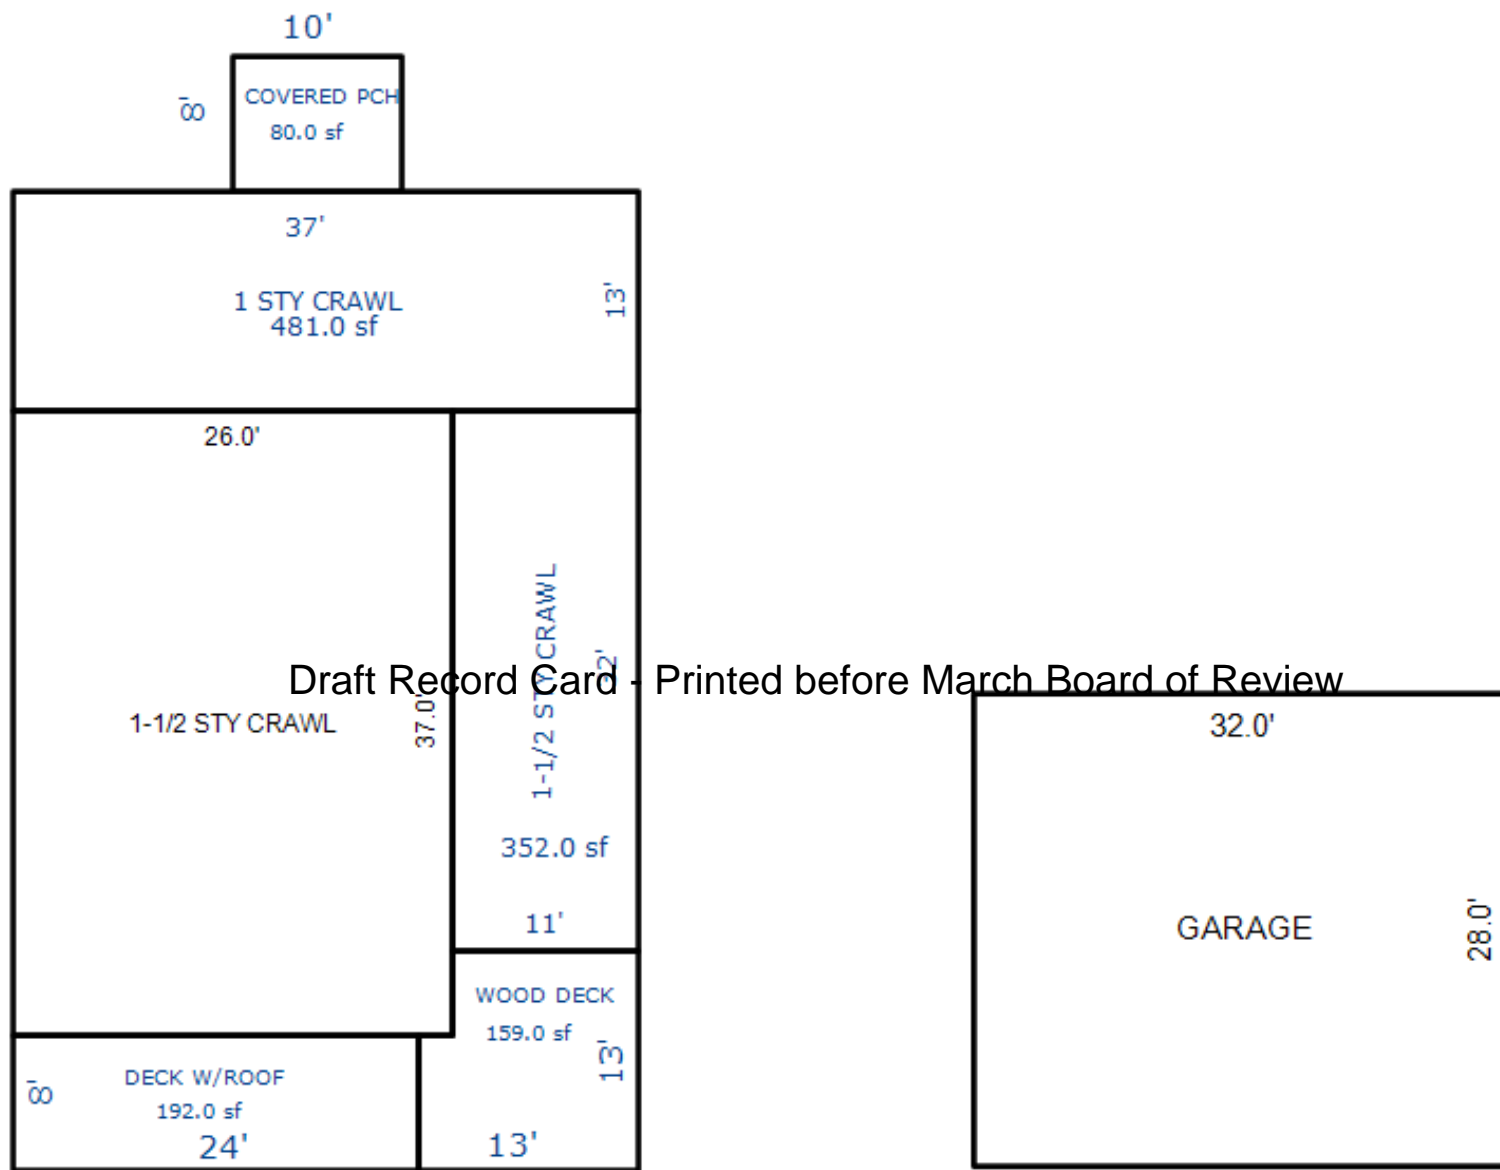 10'
8'
COVERED PCH
80.0 sf
37'
1 STY CRAWL
481.0 sf
13'
26.0'
1-1/2 STY CRAWL
37.0'
1-1/2 STY CRAWL
352.0 sf
11'
Draft Record Card - Printed before March Board of Review
32.0'
GARAGE
28.0'
WOOD DECK
159.0 sf
13'
13'
8'
DECK W/ROOF
192.0 sf
24'